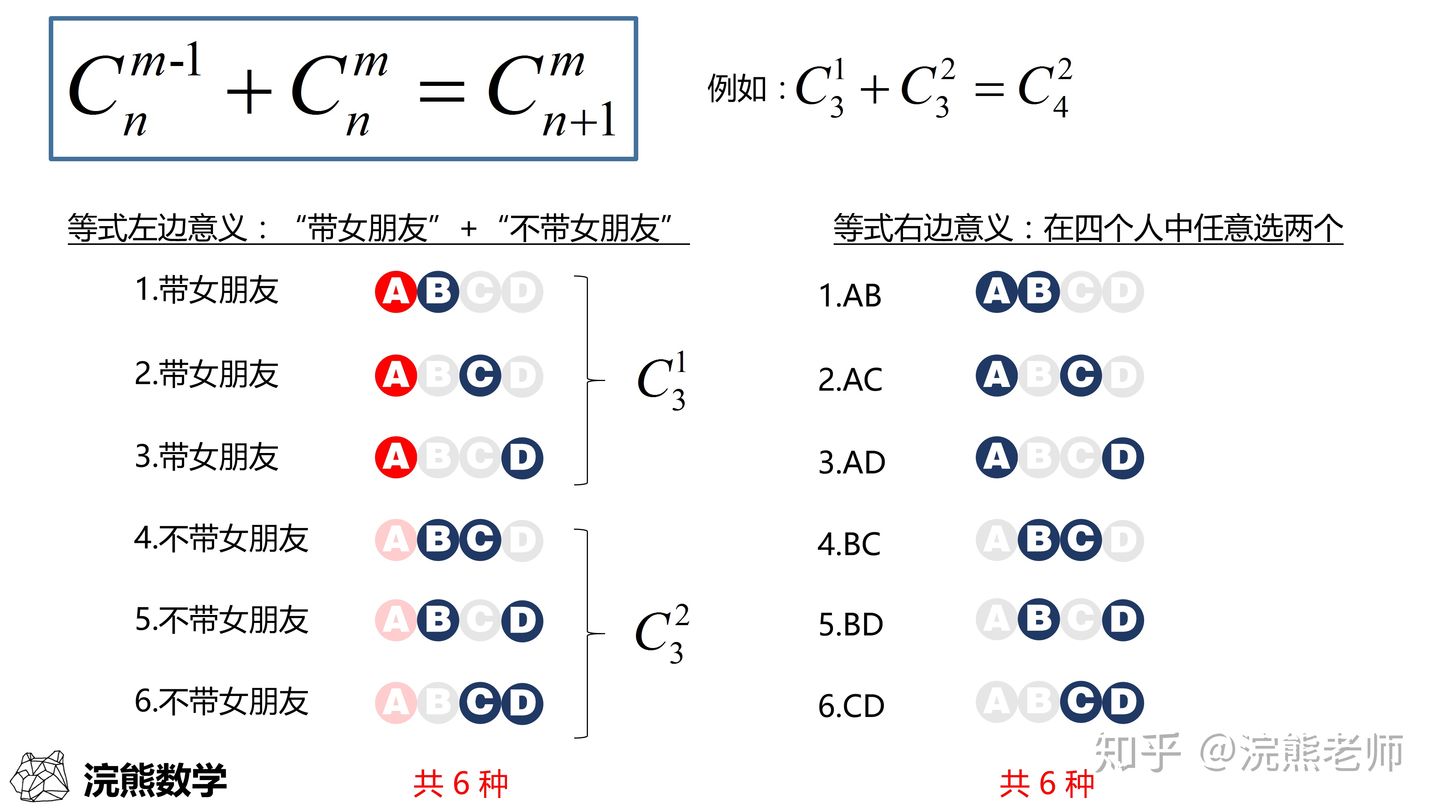 C_n^{m-1} + C_n^m = C_{n+1}^m
例如：C_3^1 + C_3^2 = C_4^2
等式左边意义：“带女朋友”+“不带女朋友”
1.带女朋友 A B C D
2.带女朋友 A B C D
3.带女朋友 A B C D
C_3^1
4.不带女朋友 A B C D
5.不带女朋友 A B C D
6.不带女朋友 A B C D
C_3^2
共 6 种
等式右边意义：在四个人中任意选两个
1.AB A B C D
2.AC A B C D
3.AD A B C D
4.BC A B C D
5.BD A B C D
6.CD A B C D
共 6 种
浣熊数学
知乎 @浣熊老师